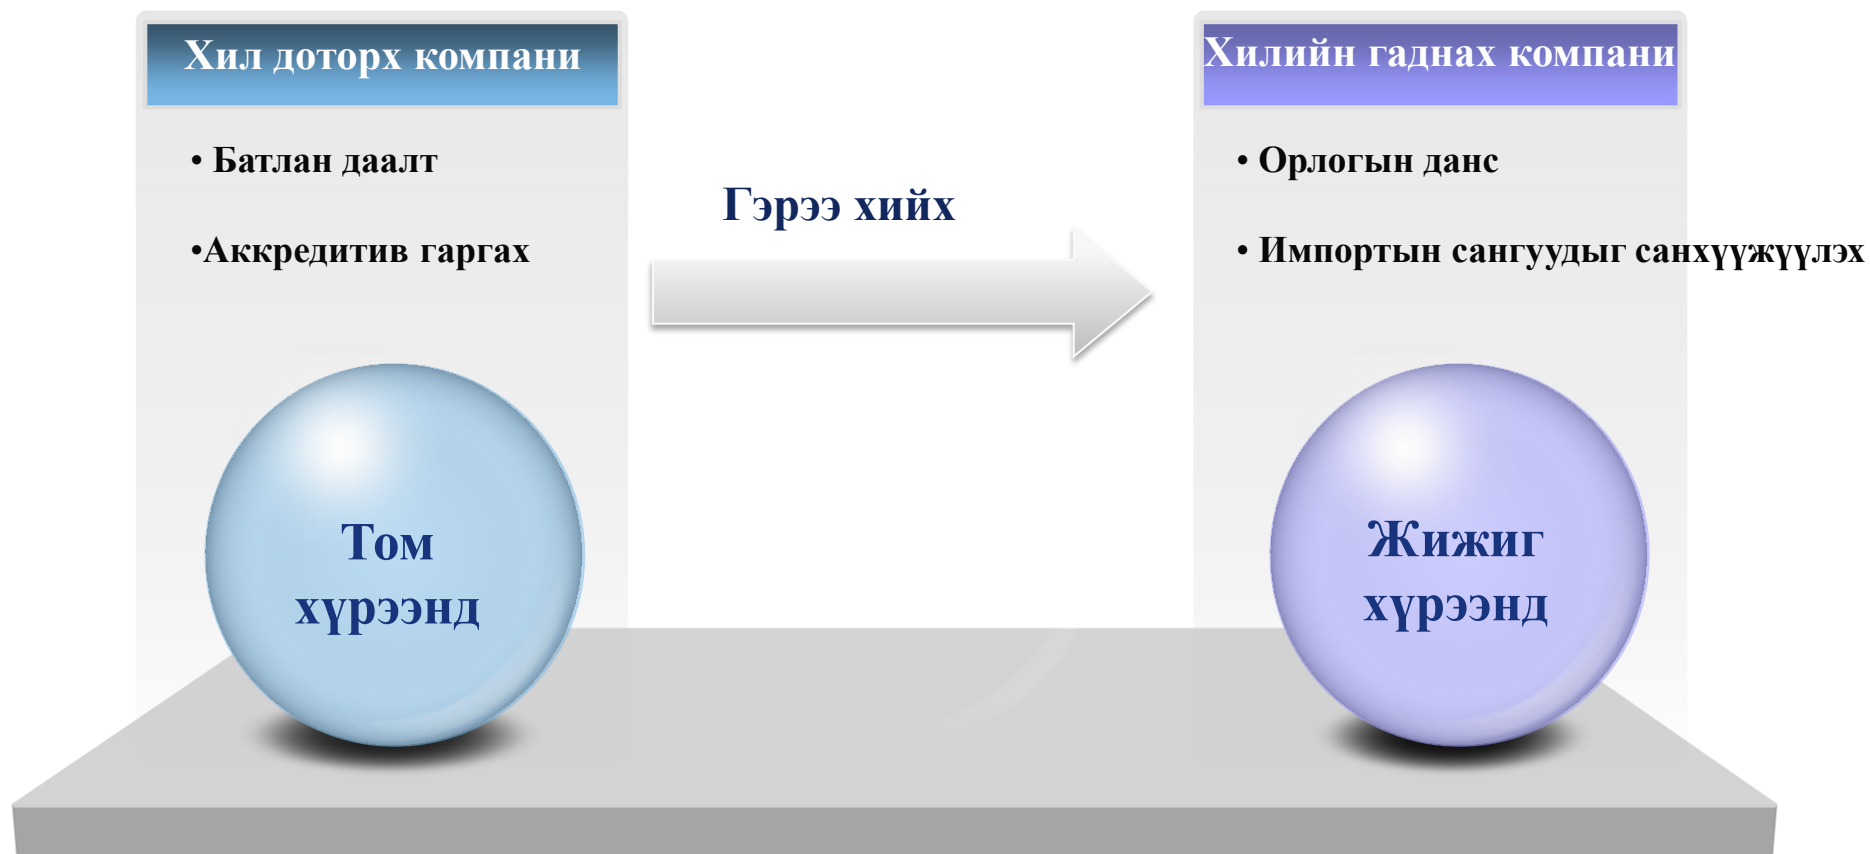 Хил доторх компани
• Батлан даалт
•Аккредитив гаргах
Том
хүрээнд
Гэрээ хийх
Хилийн гаднах компани
• Орлогын данс
• Импортын сангуудыг санхүүжүүлэх
Жижиг
хүрээнд